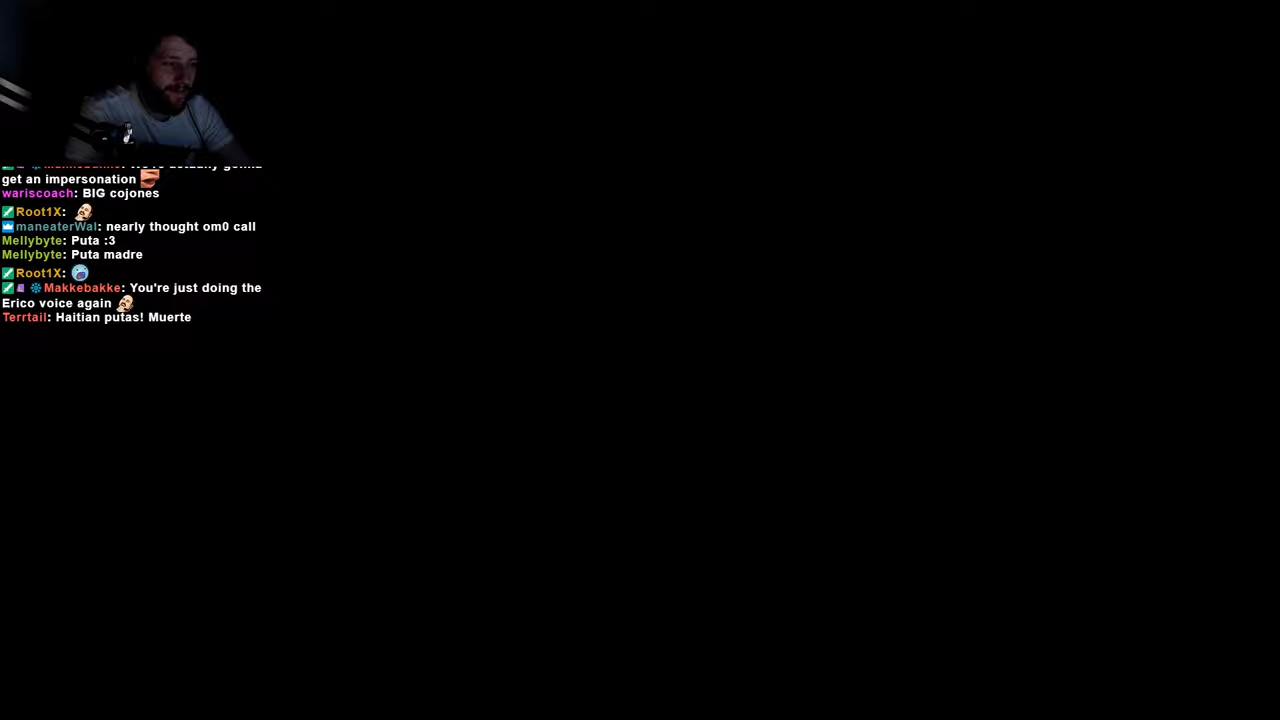 get an impersonation
wariscoach: BIG cojones
Root1X:
maneaterWal: nearly thought om0 call
Mellybyte: Puta :3
Mellybyte: Puta madre
Root1X:
Makkebakke: You're just doing the
Erico voice again
Terrtail: Haitian putas! Muerte